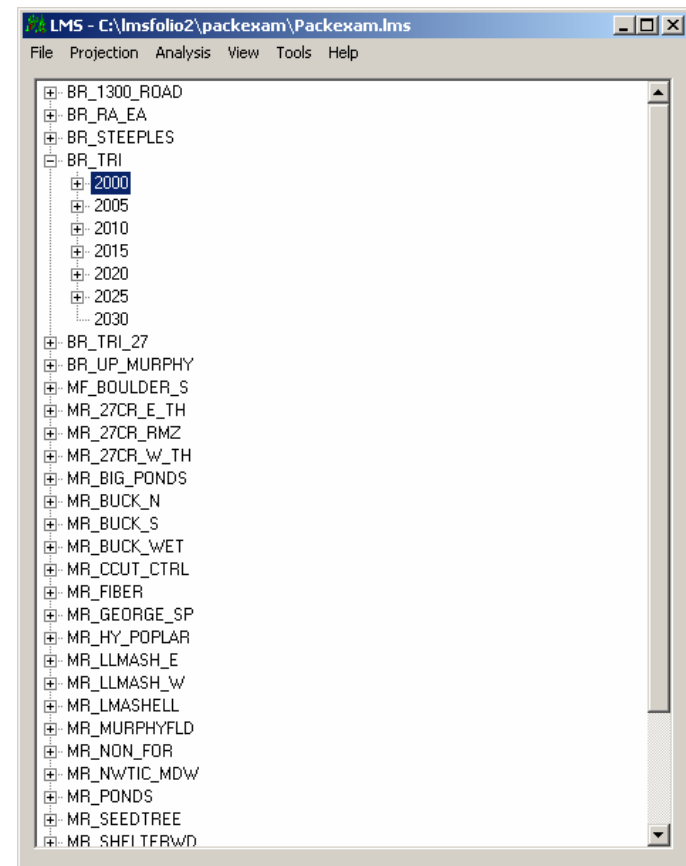 LMS - C:\lmsfolio2\packexam\Packexam.lms
File Projection Analysis View Tools Help
BR_1300_ROAD
BR_RA_EA
BR_STEEPLES
BR_TRI
2000
2005
2010
2015
2020
2025
2030
BR_TRI_27
BR_UP_MURPHY
MF_BOULDER_S
MR_27CR_E_TH
MR_27CR_RMZ
MR_27CR_W_TH
MR_BIG_PONDS
MR_BUCK_N
MR_BUCK_S
MR_BUCK_WET
MR_CCUT_CTRL
MR_FIBER
MR_GEORGE_SP
MR_HY_POPLAR
MR_LLMASH_E
MR_LLMASH_W
MR_LMASHELL
MR_MURPHYFLD
MR_NON_FOR
MR_NWTIC_MDW
MR_PONDS
MR_SEEDTREE
MR_SHELTERWD